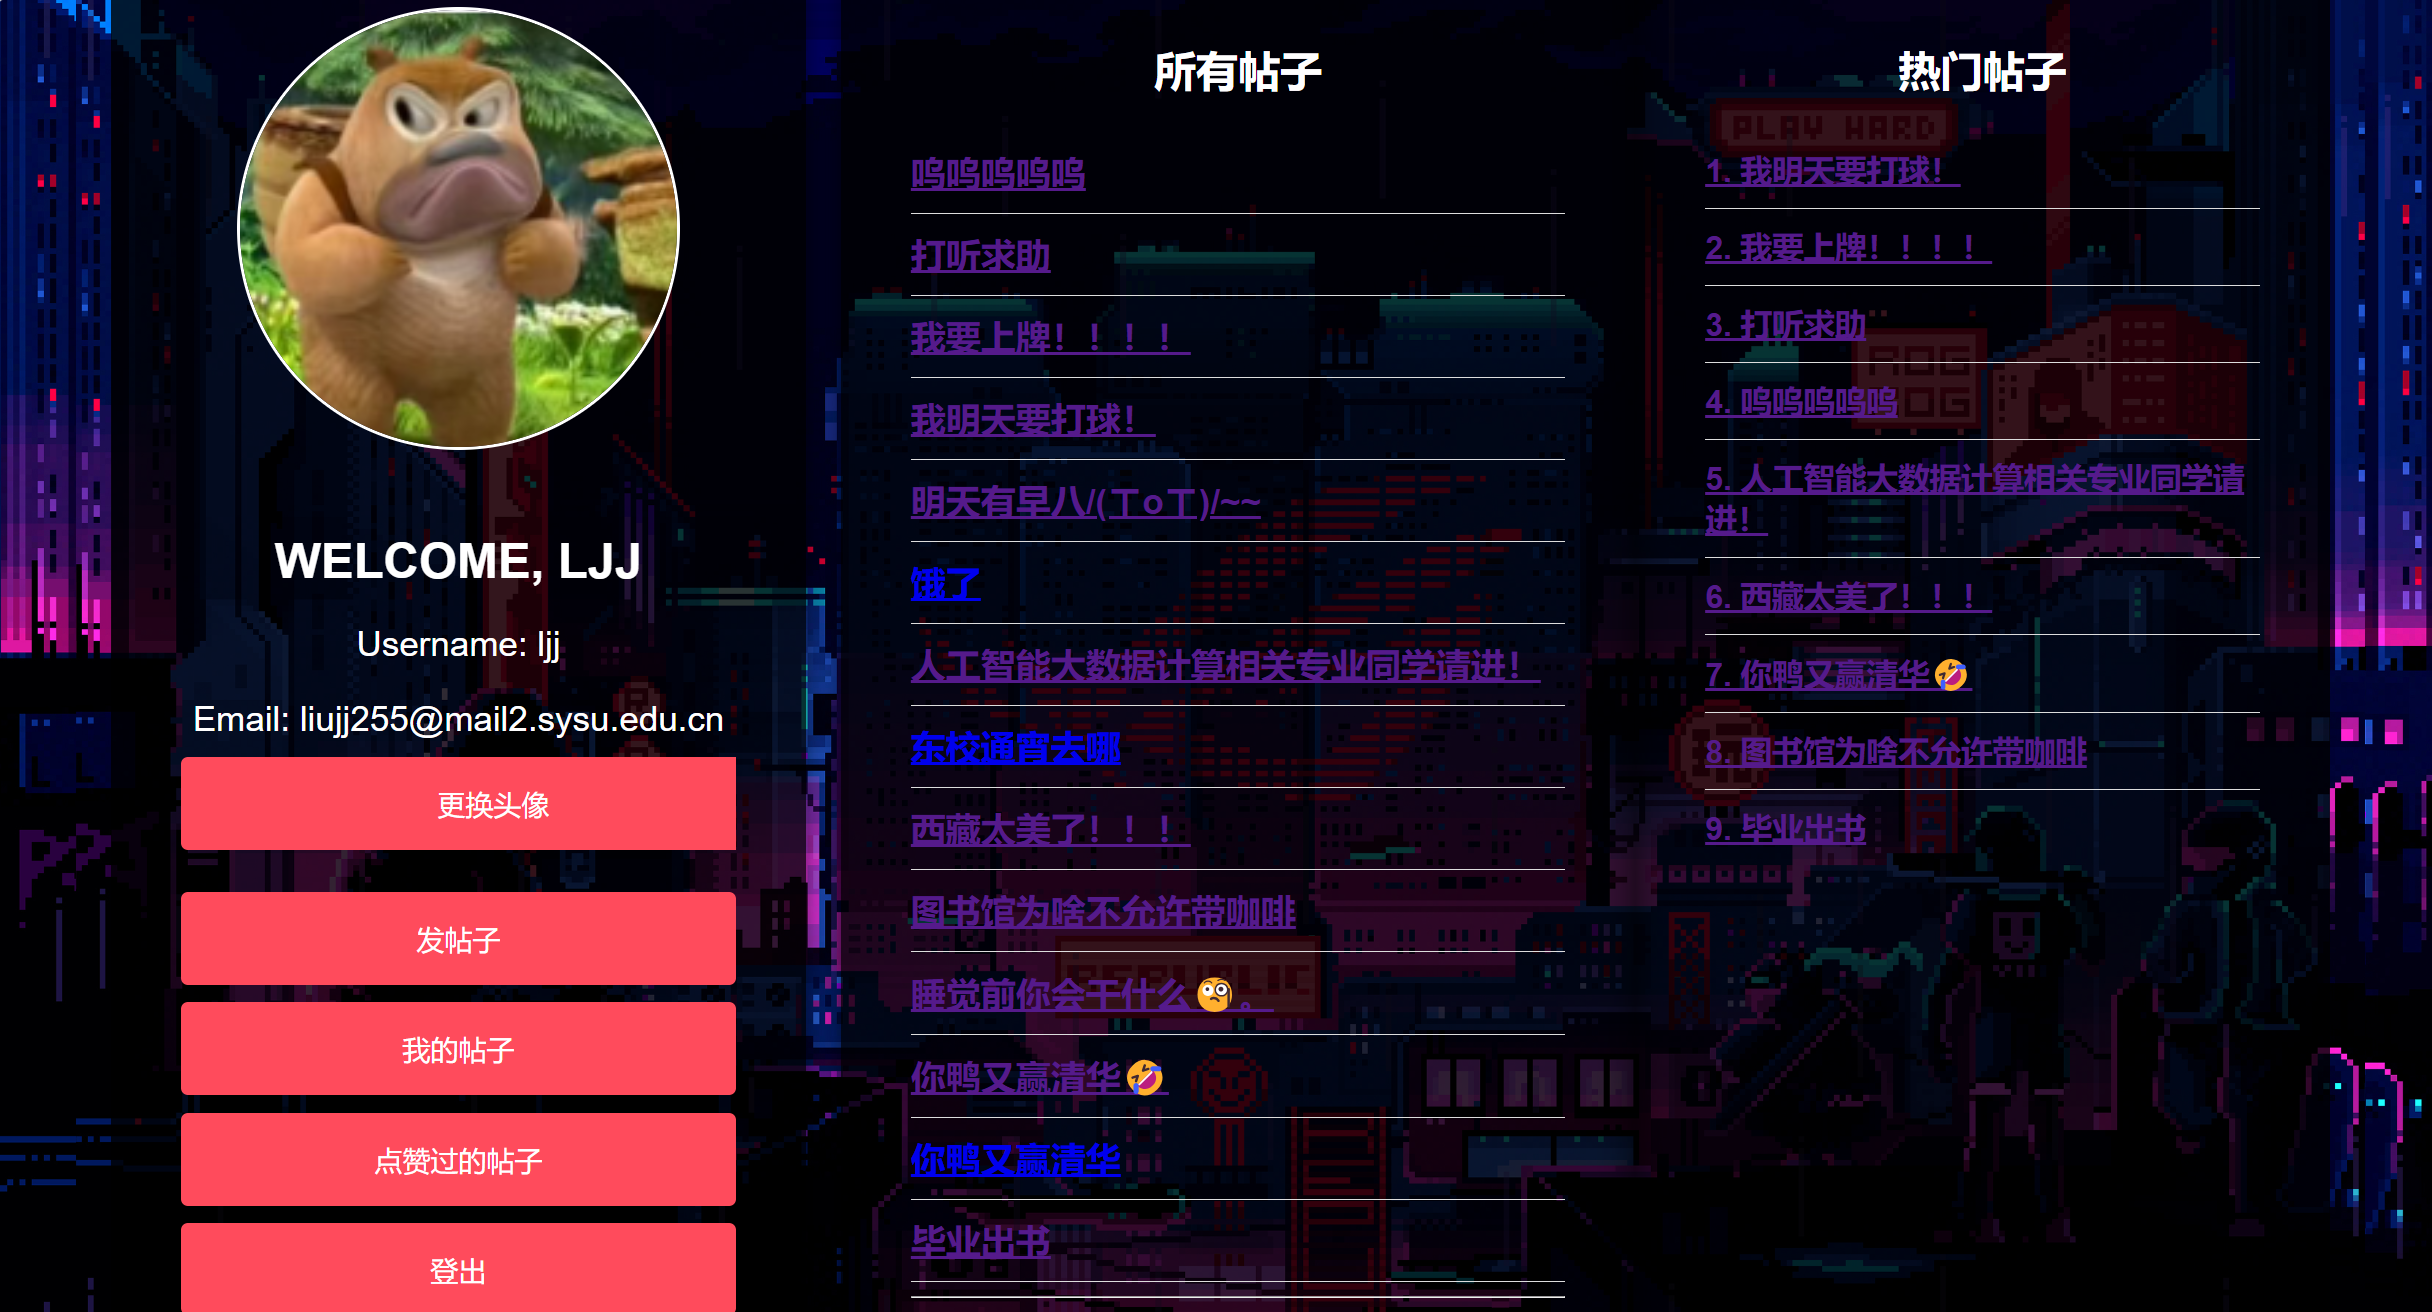 WELCOME, LJJ
Username: ljj
Email: liujj255@mail2.sysu.edu.cn
更换头像
发帖子
我的帖子
点赞过的帖子
登出
所有帖子
呜呜呜呜呜
打听求助
我要上牌！！！！
我明天要打球！
明天有早八/(ㄒoㄒ)/~~
饿了
人工智能大数据计算相关专业同学请进！
东校通宵去哪
西藏太美了！！！
图书馆为啥不允许带咖啡
睡觉前你会干什么🧐。
你鸭又赢清华🤣
你鸭又赢清华
毕业出书
热门帖子
PLAY HARD
1. 我明天要打球！
2. 我要上牌！！！！
3. 打听求助
4. 呜呜呜呜呜
5. 人工智能大数据计算相关专业同学请
进！
6. 西藏太美了！！！
7. 你鸭又赢清华🤣
8. 图书馆为啥不允许带咖啡
9. 毕业出书